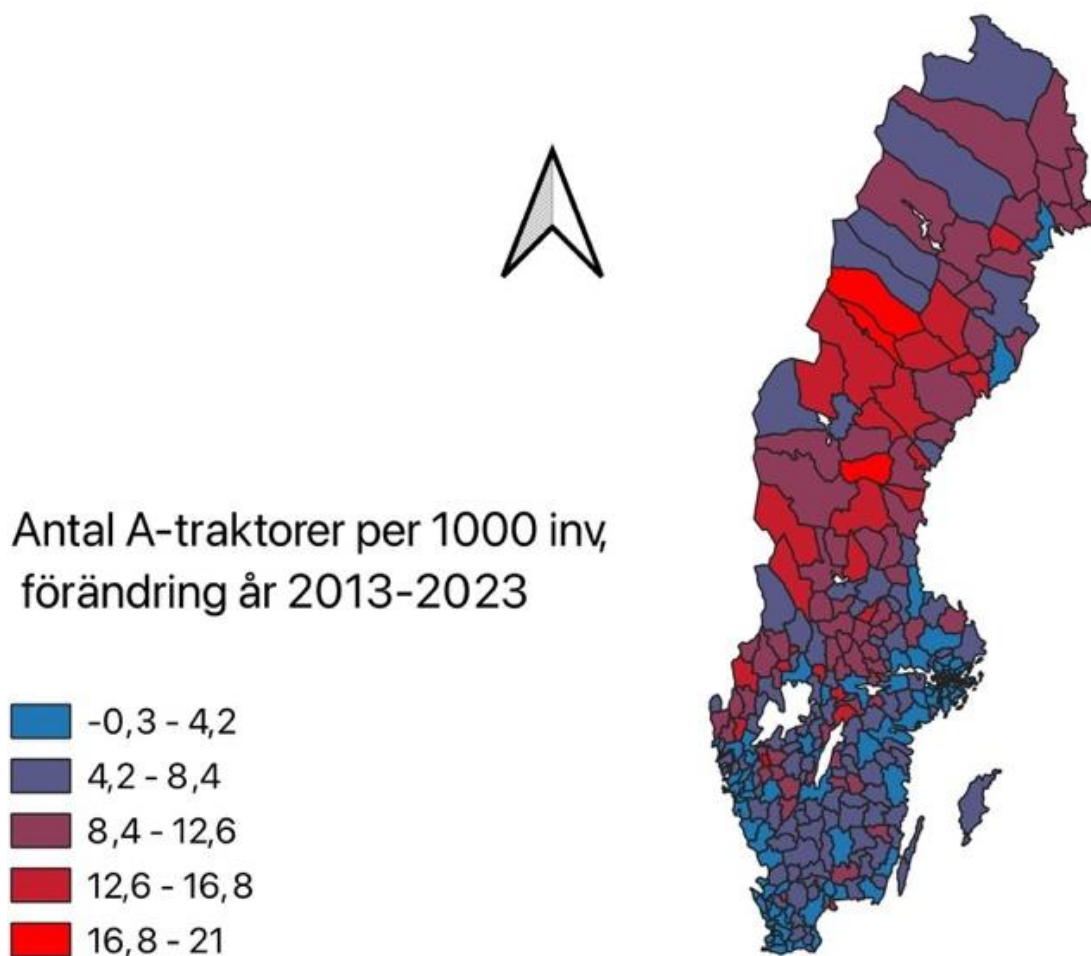 Antal A-traktorer per 1000 inv,
förändring år 2013-2023
-0,3 - 4,2
4,2 - 8,4
8,4 - 12,6
12,6 - 16,8
16,8 - 21